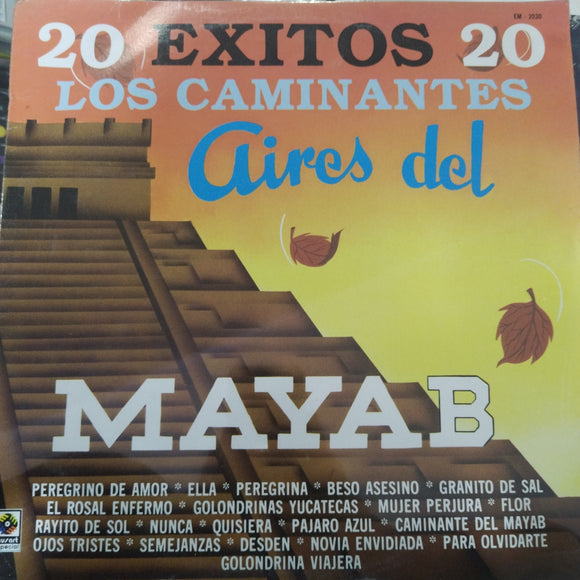 EM - 2030
20 EXITOS 20
LOS CAMINANTES
Aires del
MAYAB
PEREGRINO DE AMOR * ELLA * PEREGRINA * BESO ASESINO * GRANITO DE SAL
EL ROSAL ENFERMO * GOLONDRINAS YUCATECAS * MUJER PERJURA * FLOR
RAYITO DE SOL * NUNCA * QUISIERA * PAJARO AZUL * CAMINANTE DEL MAYAB
OJOS TRISTES * SEMEJANZAS * DESDEN * NOVIA ENVIDIADA * PARA OLVIDARTE
GOLONDRINA VIAJERA